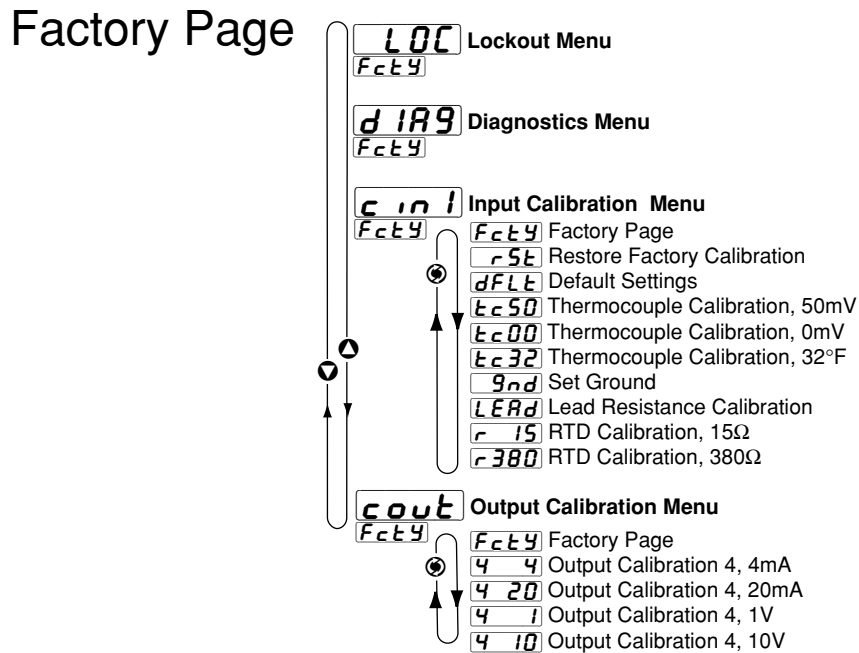 Factory Page
LOC Lockout Menu
FctY
dIAg Diagnostics Menu
FctY
cin1 Input Calibration Menu
FctY
FctY Factory Page
rSt Restore Factory Calibration
dFLt Default Settings
tc50 Thermocouple Calibration, 50mV
tc00 Thermocouple Calibration, 0mV
tc32 Thermocouple Calibration, 32°F
gnd Set Ground
LEAd Lead Resistance Calibration
r 15 RTD Calibration, 15Ω
r380 RTD Calibration, 380Ω
cout Output Calibration Menu
FctY
FctY Factory Page
4 4 Output Calibration 4, 4mA
4 20 Output Calibration 4, 20mA
4 1 Output Calibration 4, 1V
4 10 Output Calibration 4, 10V